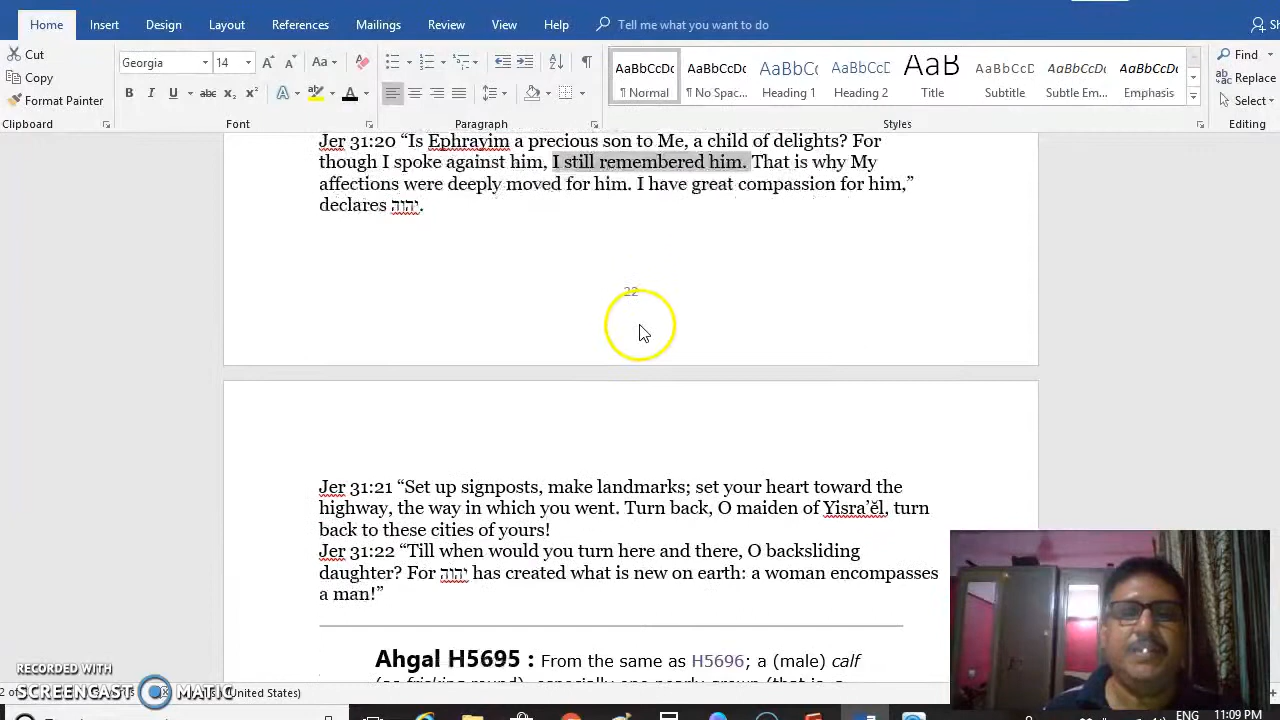 Home Insert Design Layout References Mailings Review View Help Tell me what you want to do
Cut
Copy
Format Painter
Clipboard
Georgia 14 Aa
B I U abc x₂ x² A A
Font
Paragraph
AaBbCcDc AaBbCcDc AaBbCc AaBbCcD AaB AaBbCcD AaBbCcDc AaBbCcDc
¶ Normal ¶ No Spac... Heading 1 Heading 2 Title Subtitle Subtle Em... Emphasis
Styles
Find
Replace
Select
Editing
Jer 31:20 “Is Ephrayim a precious son to Me, a child of delights? For
though I spoke against him, I still remembered him. That is why My
affections were deeply moved for him. I have great compassion for him,”
declares יהוה.
22
Jer 31:21 “Set up signposts, make landmarks; set your heart toward the
highway, the way in which you went. Turn back, O maiden of Yisra’ěl, turn
back to these cities of yours!
Jer 31:22 “Till when would you turn here and there, O backsliding
daughter? For יהוה has created what is new on earth: a woman encompasses
a man!”
Ahgal H5695 : From the same as H5696; a (male) calf
RECORDED WITH
SCREENCAST MATIC
(United States)
ENG 11:09 PM